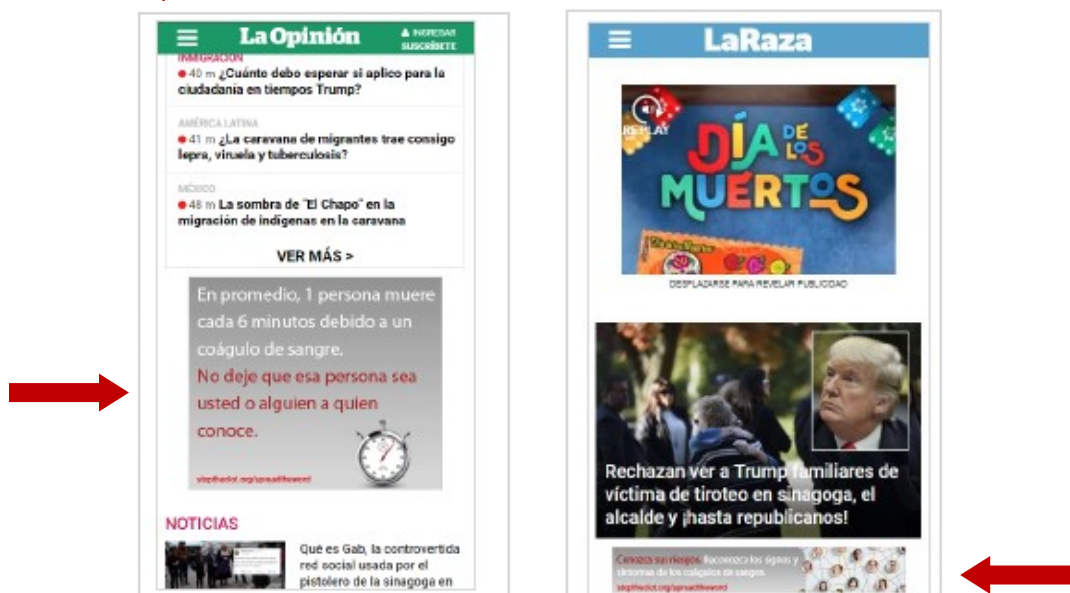 La Opinión
INGRESAR
SUSCRÍBETE
INMIGRACIÓN
40 m ¿Cuánto debo esperar si aplico para la
ciudadanía en tiempos Trump?
AMÉRICA LATINA
41 m ¿La caravana de migrantes trae consigo
lepra, viruela y tuberculosis?
MÉXICO
48 m La sombra de "El Chapo" en la
migración de indígenas en la caravana
VER MÁS >
En promedio, 1 persona muere
cada 6 minutos debido a un
coágulo de sangre.
No deje que esa persona sea
usted o alguien a quien
conoce.
stoptheclot.org/spreadtheword
NOTICIAS
Qué es Gab, la controvertida
red social usada por el
pistolero de la sinagoga en
LaRaza
REPLAY
DÍA DE
LOS
MUERTOS
Día de los Muertos
DESPLAZARSE PARA REVELAR PUBLICIDAD
Rechazan ver a Trump familiares de
víctima de tiroteo en sinagoga, el
alcalde y ¡hasta republicanos!
Conozca sus riesgos. Reconozca los signos y
síntomas de los coágulos de sangre.
stoptheclot.org/spreadtheword